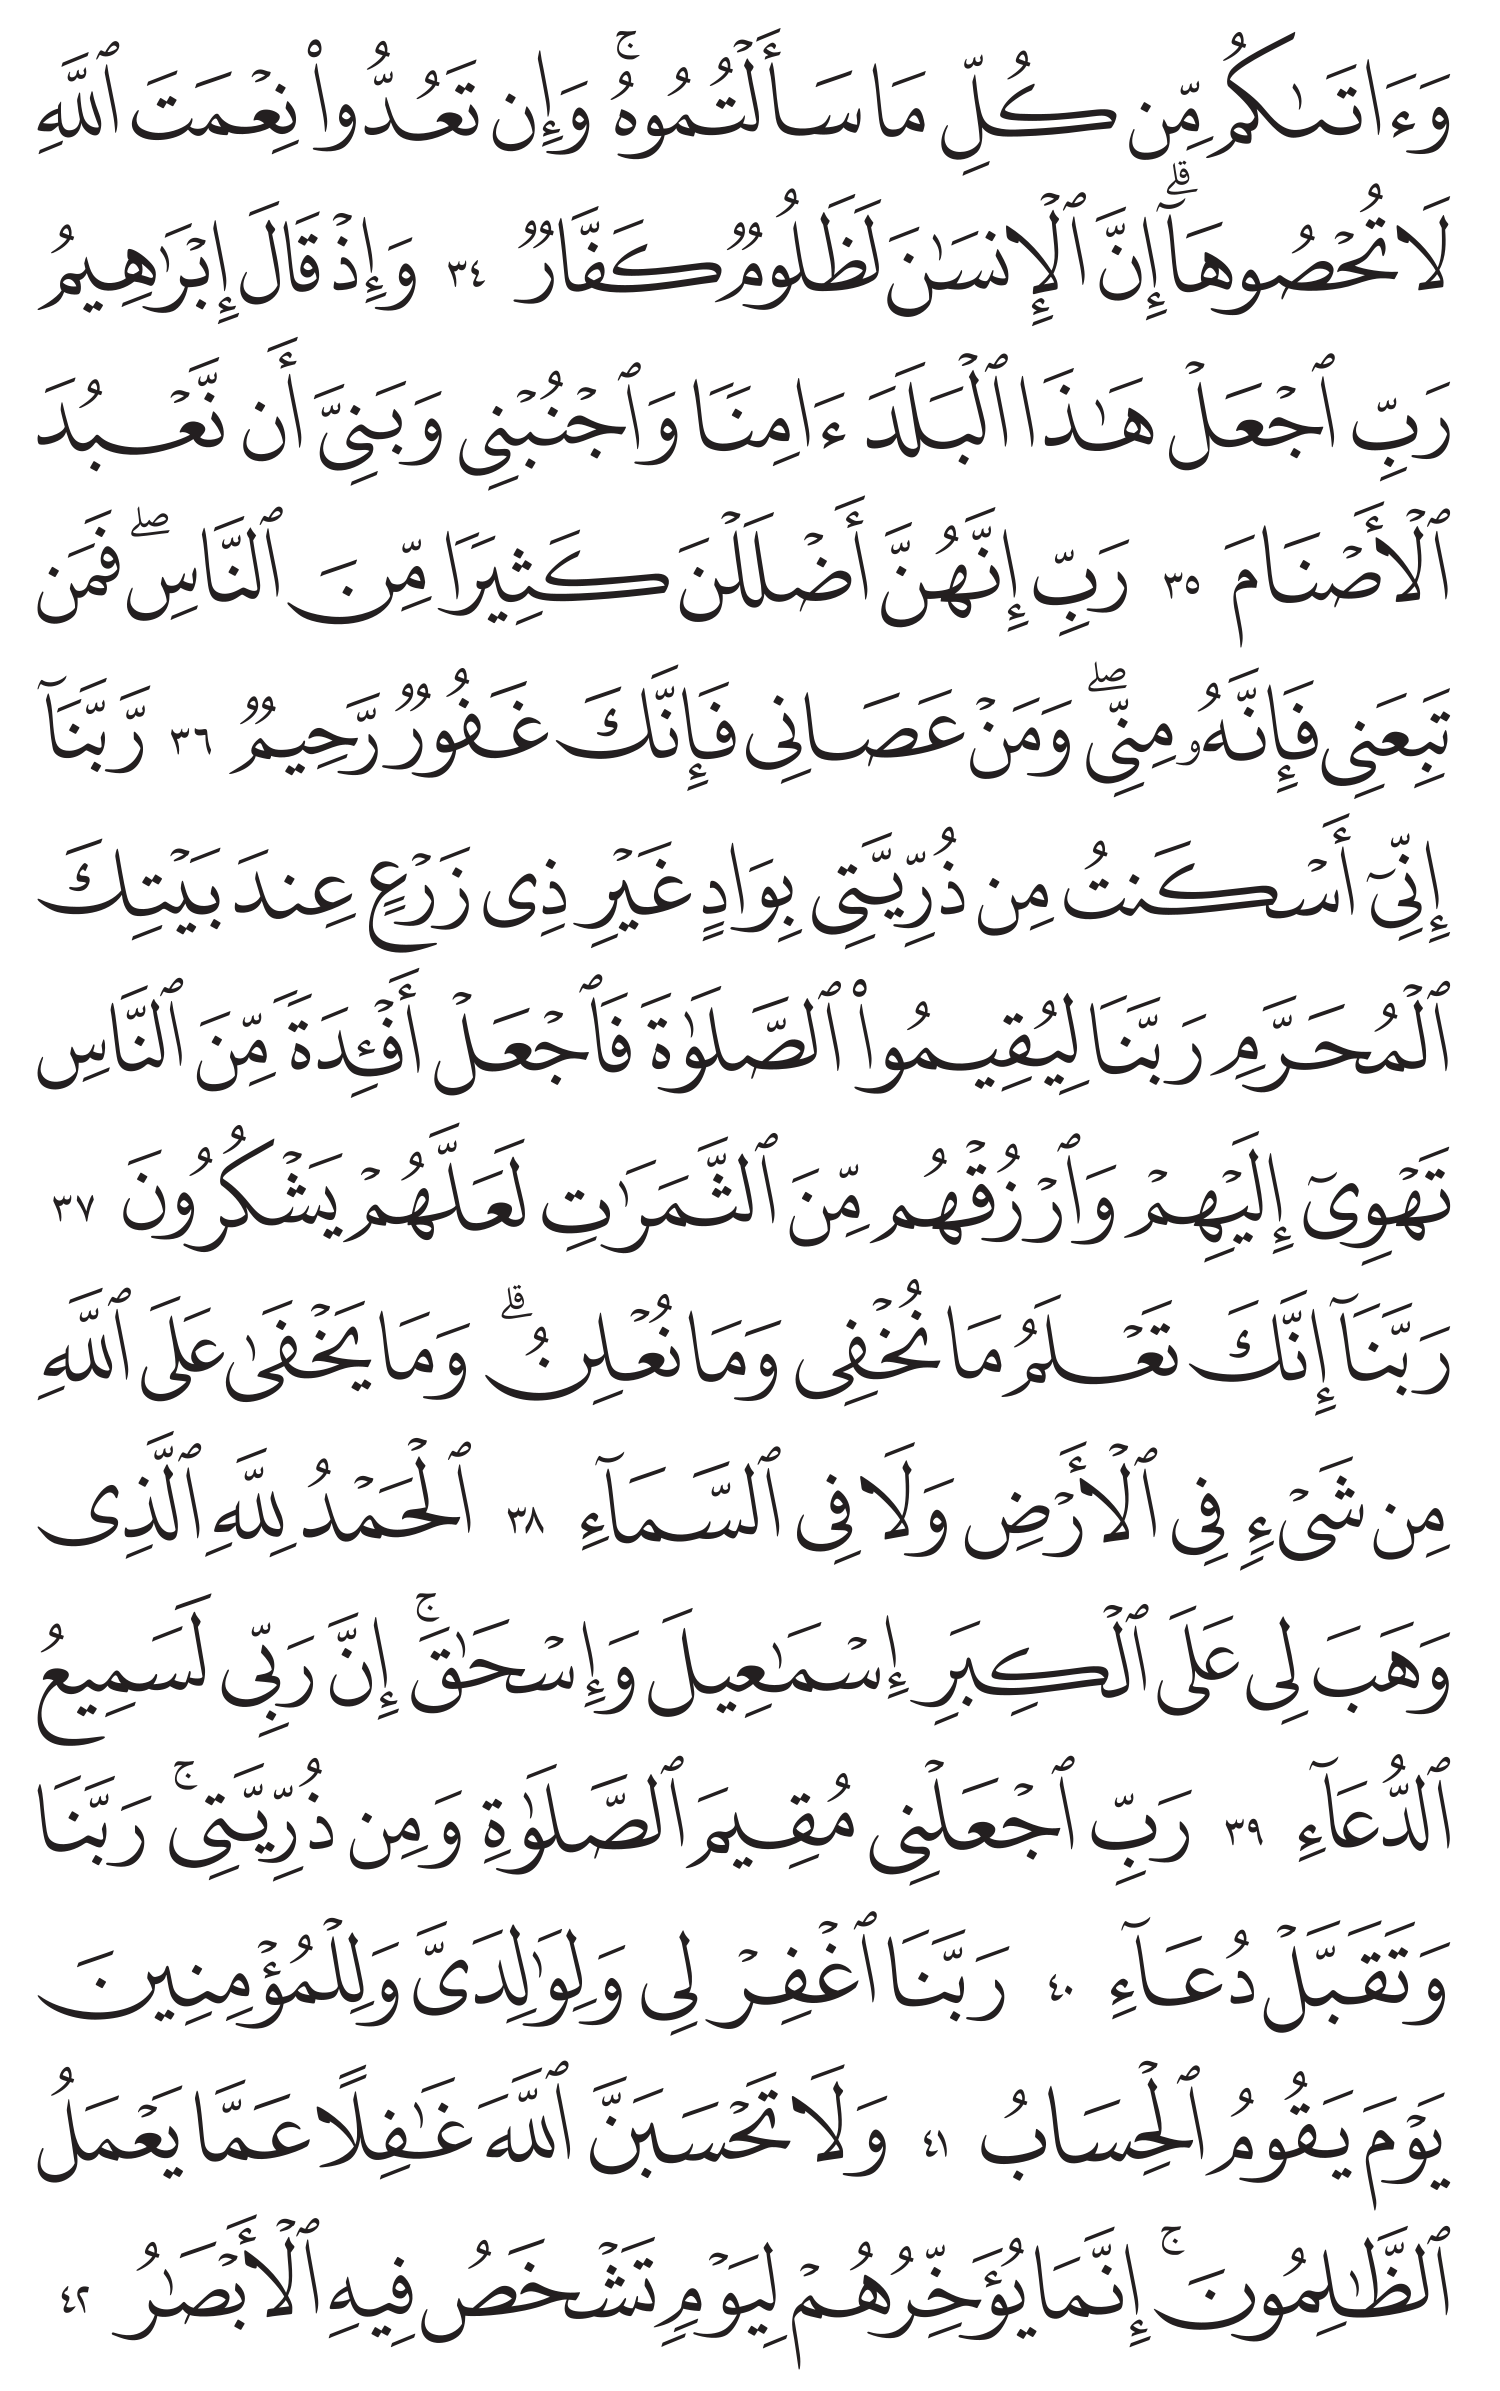 وَءَاتَىٰكُم مِّن كُلِّ مَا سَأَلْتُمُوهُ ۚ وَإِن تَعُدُّوا۟ نِعْمَتَ ٱللَّهِ
لَا تُحْصُوهَآ ۗ إِنَّ ٱلْإِنسَٰنَ لَظَلُومٌ كَفَّارٌ ٣٤ وَإِذْ قَالَ إِبْرَٰهِيمُ
رَبِّ ٱجْعَلْ هَٰذَا ٱلْبَلَدَ ءَامِنًا وَٱجْنُبْنِى وَبَنِىَّ أَن نَّعْبُدَ
ٱلْأَصْنَامَ ٣٥ رَبِّ إِنَّهُنَّ أَضْلَلْنَ كَثِيرًا مِّنَ ٱلنَّاسِ ۖ فَمَن
تَبِعَنِى فَإِنَّهُۥ مِنِّى ۖ وَمَنْ عَصَانِى فَإِنَّكَ غَفُورٌ رَّحِيمٌ ٣٦ رَّبَّنَآ
إِنِّىٓ أَسْكَنتُ مِن ذُرِّيَّتِى بِوَادٍ غَيْرِ ذِى زَرْعٍ عِندَ بَيْتِكَ
ٱلْمُحَرَّمِ رَبَّنَا لِيُقِيمُوا۟ ٱلصَّلَوٰةَ فَٱجْعَلْ أَفْـِٔدَةً مِّنَ ٱلنَّاسِ
تَهْوِىٓ إِلَيْهِمْ وَٱرْزُقْهُم مِّنَ ٱلثَّمَرَٰتِ لَعَلَّهُمْ يَشْكُرُونَ ٣٧
رَبَّنَآ إِنَّكَ تَعْلَمُ مَا نُخْفِى وَمَا نُعْلِنُ ۗ وَمَا يَخْفَىٰ عَلَى ٱللَّهِ
مِن شَىْءٍ فِى ٱلْأَرْضِ وَلَا فِى ٱلسَّمَآءِ ٣٨ ٱلْحَمْدُ لِلَّهِ ٱلَّذِى
وَهَبَ لِى عَلَى ٱلْكِبَرِ إِسْمَٰعِيلَ وَإِسْحَٰقَ ۚ إِنَّ رَبِّى لَسَمِيعُ
ٱلدُّعَآءِ ٣٩ رَبِّ ٱجْعَلْنِى مُقِيمَ ٱلصَّلَوٰةِ وَمِن ذُرِّيَّتِى ۚ رَبَّنَا
وَتَقَبَّلْ دُعَآءِ ٤٠ رَبَّنَا ٱغْفِرْ لِى وَلِوَٰلِدَىَّ وَلِلْمُؤْمِنِينَ
يَوْمَ يَقُومُ ٱلْحِسَابُ ٤١ وَلَا تَحْسَبَنَّ ٱللَّهَ غَٰفِلًا عَمَّا يَعْمَلُ
ٱلظَّٰلِمُونَ ۚ إِنَّمَا يُؤَخِّرُهُمْ لِيَوْمٍ تَشْخَصُ فِيهِ ٱلْأَبْصَٰرُ ٤٢